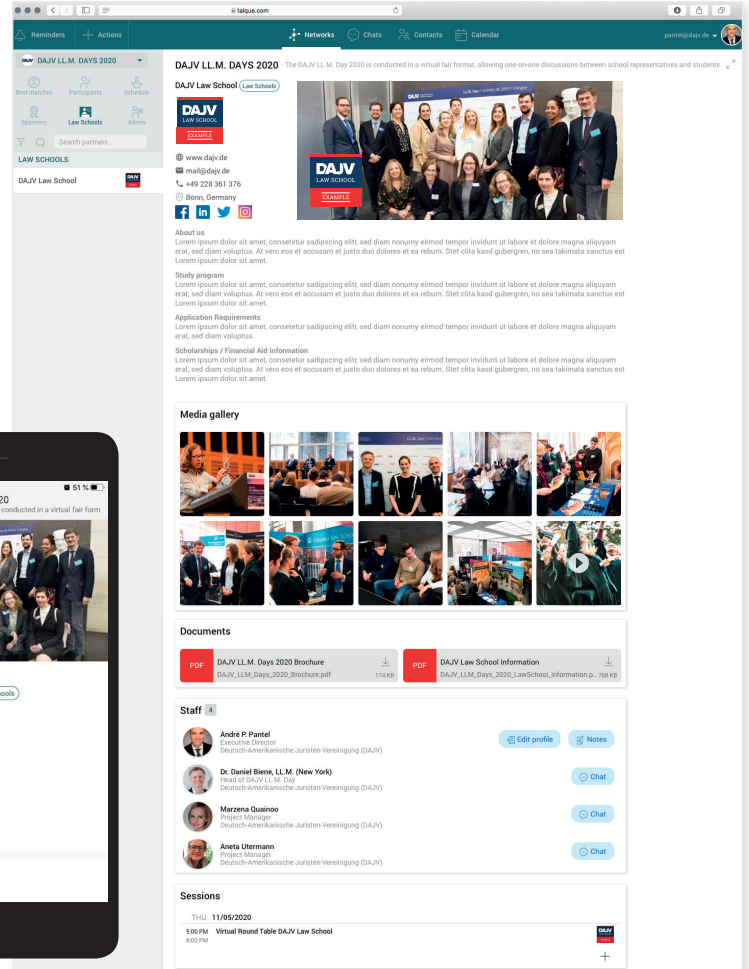 talque.com
Reminders
Actions
Networks
Chats
Contacts
Calendar
pantel@dajv.de
DAJV LL.M. DAYS 2020
Best matches
Participants
Schedule
Sponsors
Law Schools
Admin
Search partners...
LAW SCHOOLS
DAJV Law School
DAJV LL.M. DAYS 2020 · The DAJV LL.M. Day 2020 is conducted in a virtual fair format, allowing one-on-one discussions between school representatives and students.
DAJV Law School Law Schools
DAJV
LAW SCHOOL
EXAMPLE
www.dajv.de
mail@dajv.de
+49 228 361 376
Bonn, Germany
DAJV
LAW SCHOOL
EXAMPLE
About us
Lorem ipsum dolor sit amet, consetetur sadipscing elitr, sed diam nonumy eirmod tempor invidunt ut labore et dolore magna aliquyam
erat, sed diam voluptua. At vero eos et accusam et justo duo dolores et ea rebum. Stet clita kasd gubergren, no sea takimata sanctus est
Lorem ipsum dolor sit amet.
Study program
Lorem ipsum dolor sit amet, consetetur sadipscing elitr, sed diam nonumy eirmod tempor invidunt ut labore et dolore magna aliquyam
erat, sed diam voluptua. At vero eos et accusam et justo duo dolores et ea rebum. Stet clita kasd gubergren, no sea takimata sanctus est
Lorem ipsum dolor sit amet
Application Requirements
Lorem ipsum dolor sit amet, consetetur sadipscing elitr, sed diam nonumy eirmod tempor invidunt ut labore et dolore magna aliquyam
erat, sed diam voluptua.
Scholarships / Financial Aid Information
Lorem ipsum dolor sit amet, consetetur sadipscing elitr, sed diam nonumy eirmod tempor invidunt ut labore et dolore magna aliquyam
erat, sed diam voluptua. At vero eos et accusam et justo duo dolores et ea rebum. Stet clita kasd gubergren, no sea takimata sanctus est
Lorem ipsum dolor sit amet.
Media gallery
Documents
PDF
DAJV LL.M. Days 2020 Brochure
DAJV_LLM_Days_2020_Brochure.pdf
174 KB
PDF
DAJV Law School Information
DAJV_LLM_Days_2020_LawSchool_Information.p...
768 KB
Staff 4
André P. Pantel
Executive Director
Deutsch-Amerikanische Juristen-Vereinigung (DAJV)
Edit profile
Notes
Dr. Daniel Biene, LL.M. (New York)
Head of DAJV LL.M. Day
Deutsch-Amerikanische Juristen-Vereinigung (DAJV)
Chat
Marzena Quainoo
Project Manager
Deutsch-Amerikanische Juristen-Vereinigung (DAJV)
Chat
Aneta Utermann
Project Manager
Deutsch-Amerikanische Juristen-Vereinigung (DAJV)
Chat
Sessions
THU 11/05/2020
5:00 PM Virtual Round Table DAJV Law School
8:00 PM
51 %
20
conducted in a virtual fair form
ools